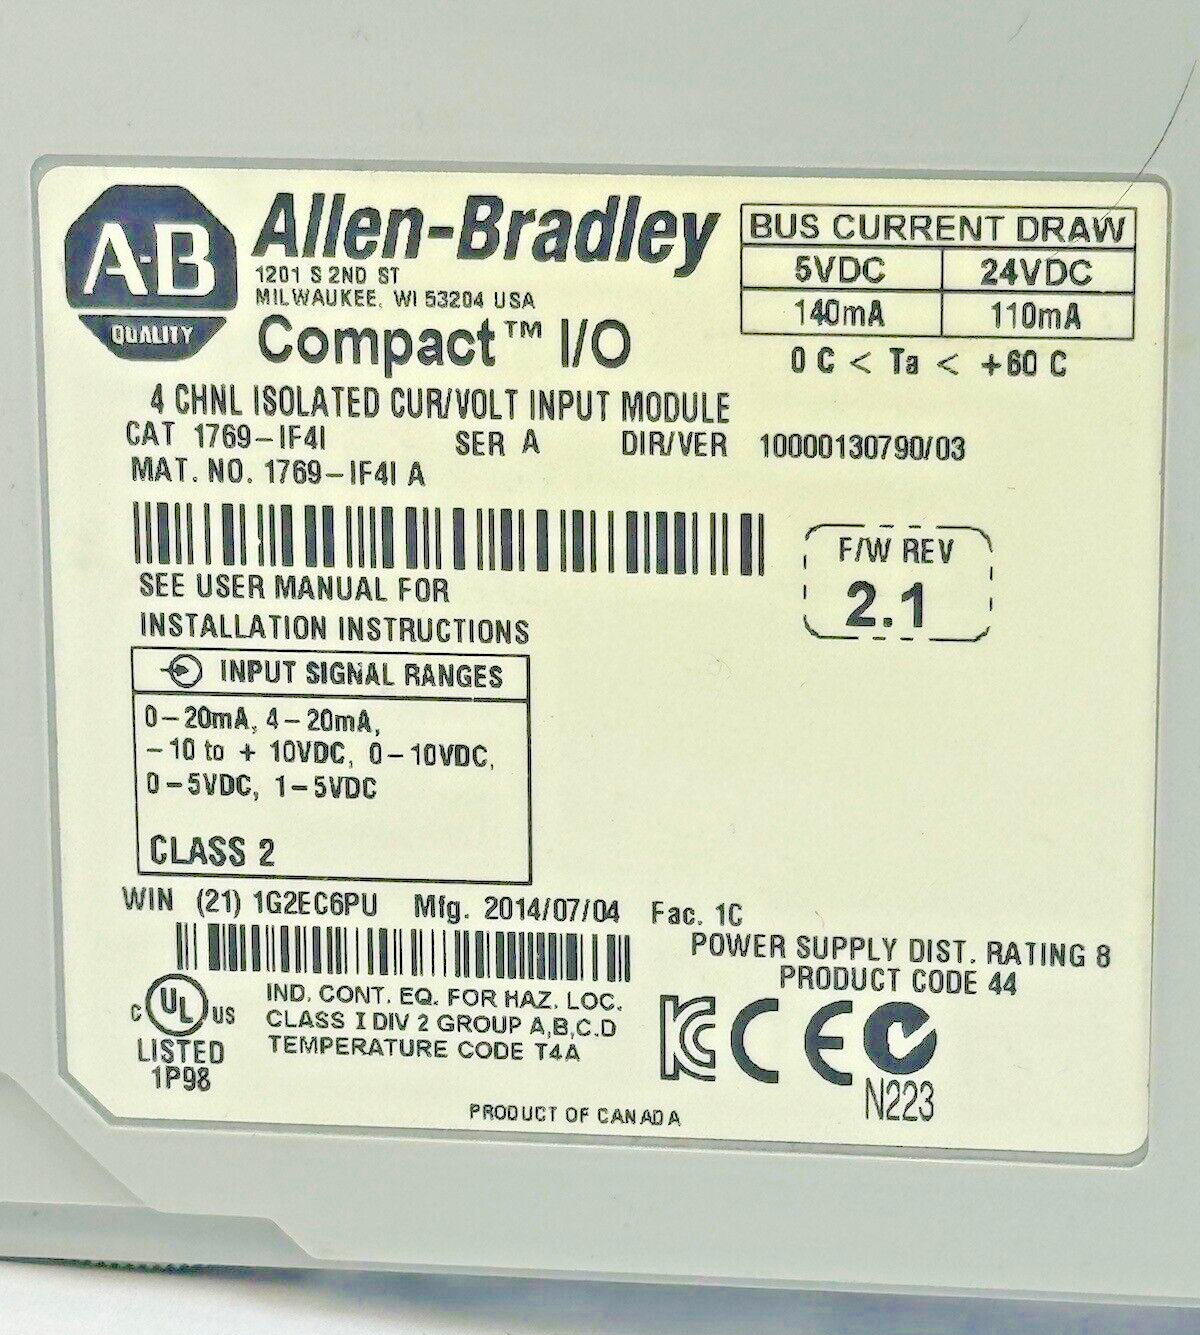 A-B
QUALITY
Allen-Bradley
1201 S 2ND ST
MILWAUKEE, WI 53204 USA
Compact™ I/O
BUS CURRENT DRAW
5VDC 24VDC
140mA 110mA
0 C < Ta < +60 C
4 CHNL ISOLATED CUR/VOLT INPUT MODULE
CAT 1769-IF4I SER A DIR/VER 10000130790/03
MAT. NO. 1769-IF4I A
F/W REV
2.1
SEE USER MANUAL FOR
INSTALLATION INSTRUCTIONS
INPUT SIGNAL RANGES
0-20mA, 4-20mA,
-10 to + 10VDC, 0-10VDC,
0-5VDC, 1-5VDC
CLASS 2
WIN (21) 1G2EC6PU Mfg. 2014/07/04 Fac. 1C
POWER SUPPLY DIST. RATING 8
PRODUCT CODE 44
C UL US
LISTED
1P98
IND. CONT. EQ. FOR HAZ. LOC.
CLASS I DIV 2 GROUP A,B,C,D
TEMPERATURE CODE T4A
KC CE
N223
PRODUCT OF CANADA